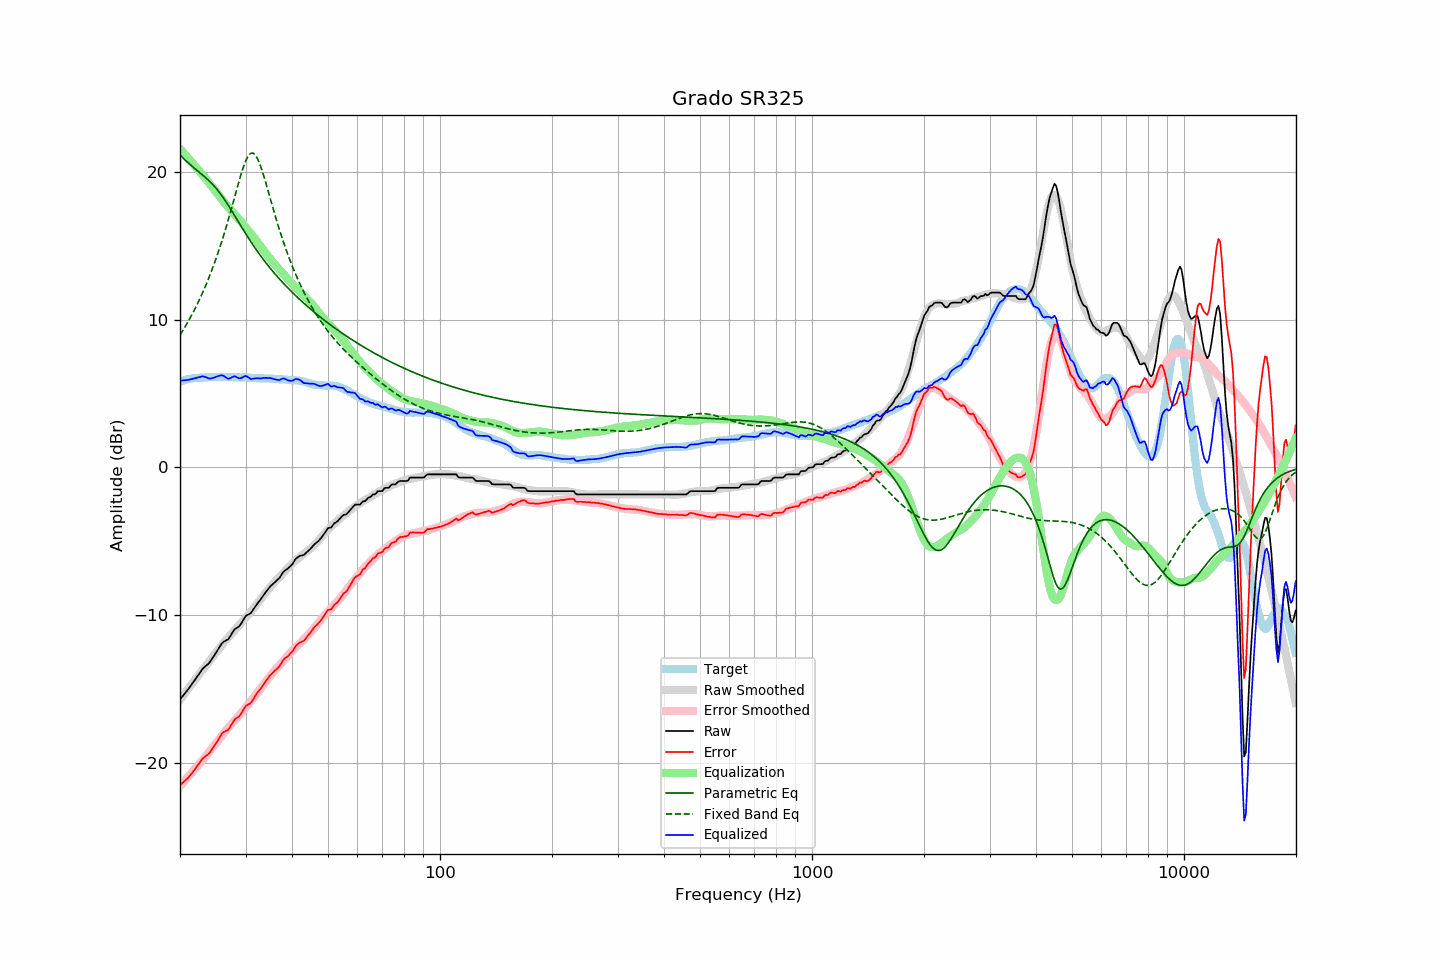 Grado SR325
Amplitude (dBr)
20
10
0
−10
−20
Target
Raw Smoothed
Error Smoothed
Raw
Error
Equalization
Parametric Eq
Fixed Band Eq
Equalized
100
1000
10000
Frequency (Hz)